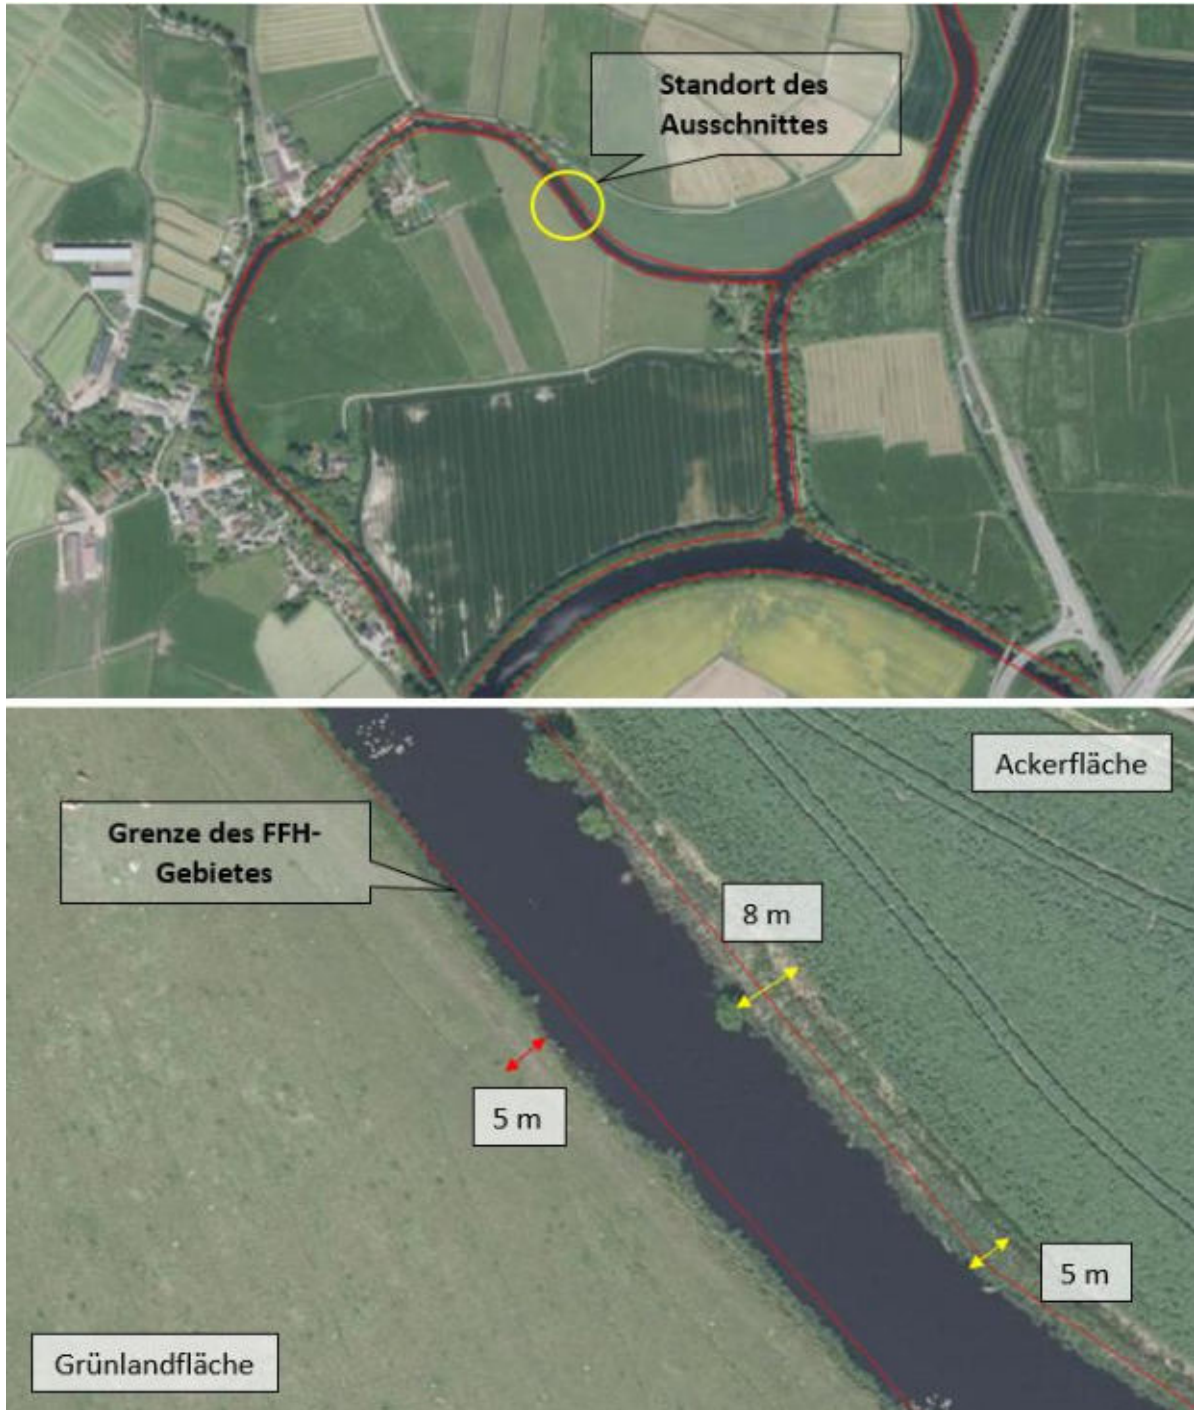 Standort des
Ausschnittes
Ackerfläche
Grenze des FFH-
Gebietes
8 m
5 m
5 m
Grünlandfläche